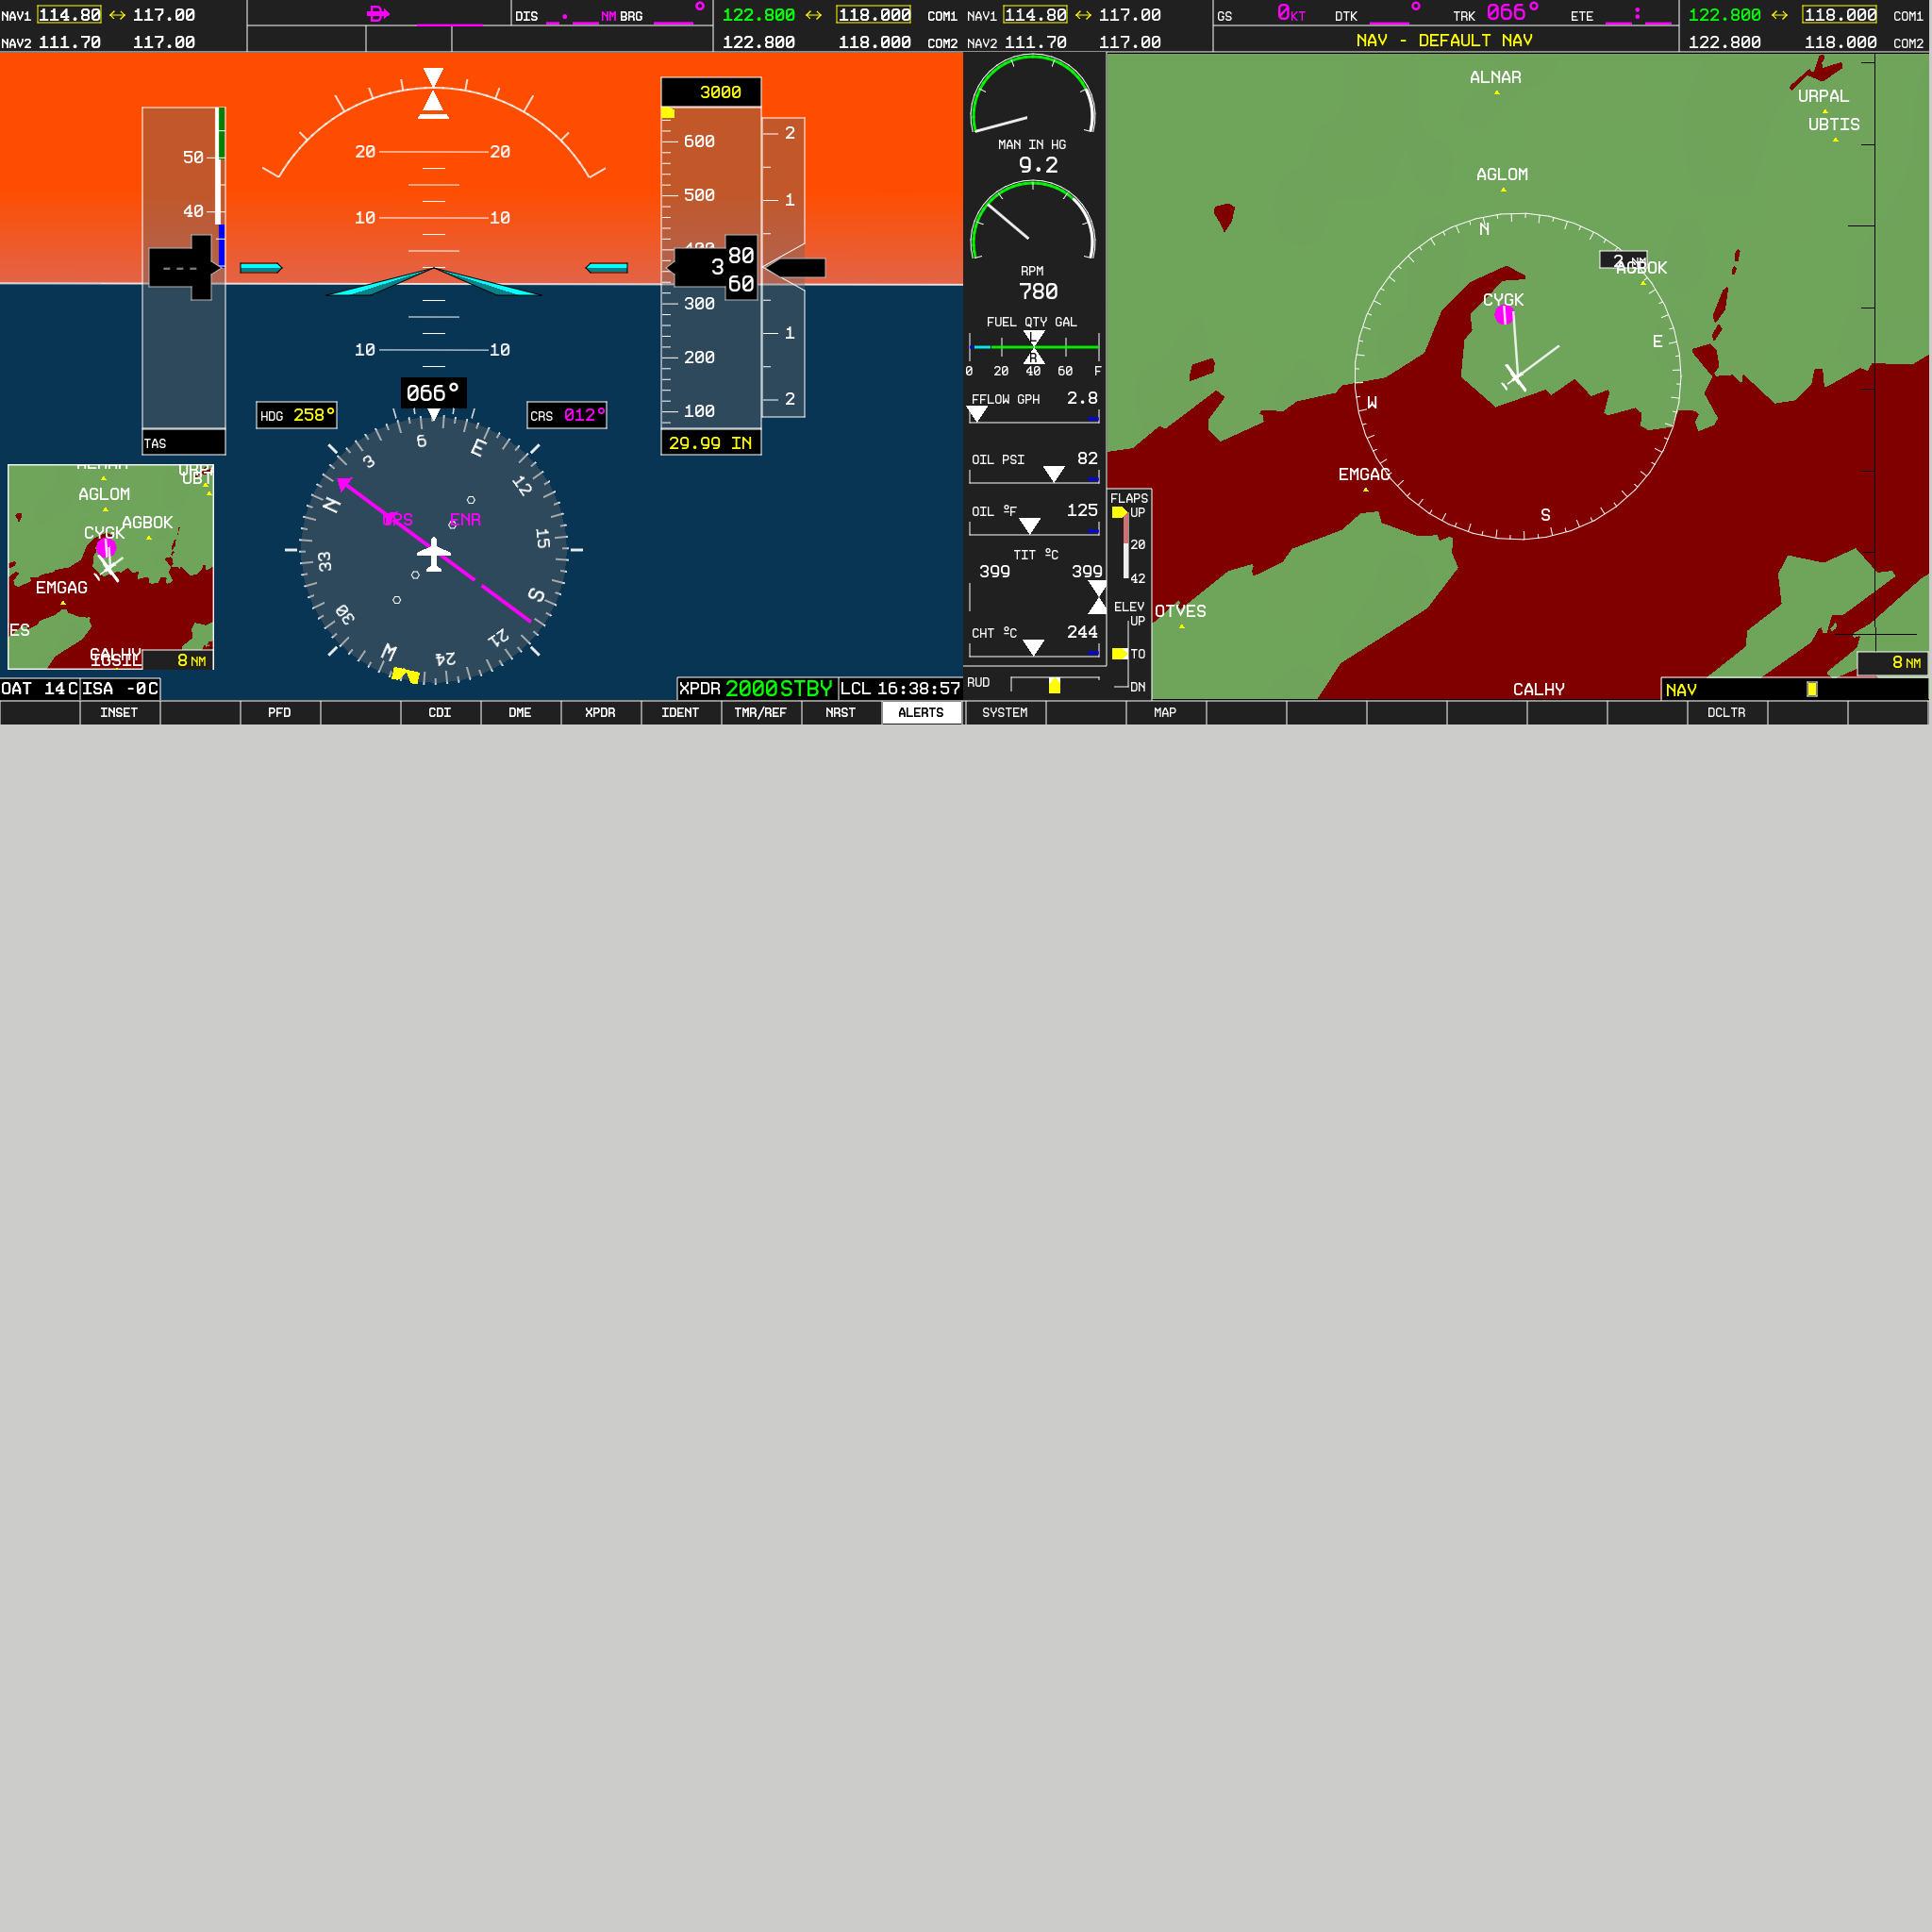 NAV1 114.80 ↔ 117.00
NAV2 111.70 117.00
D
DIS __.__ NM BRG ___°
122.800 ↔ 118.000 COM1
122.800 118.000 COM2
NAV1 114.80 ↔ 117.00
NAV2 111.70 117.00
GS 0KT DTK ___° TRK 066° ETE __:__
NAV - DEFAULT NAV
122.800 ↔ 118.000 COM1
122.800 118.000 COM2
50
40
---
TAS
20 20
10 10
10 10
3000
600
500
3 80
60
300
200
100
29.99 IN
2
1
1
2
066°
HDG 258°
CRS 012°
N
3
6
E
12
15
S
21
24
W
30
33
ENR
AGLOM
AGBOK
CYGK
EMGAG
ES
CALHY
IGSIL
8NM
OAT 14C ISA -0C
XPDR 2000 STBY LCL 16:38:57
INSET PFD CDI DME XPDR IDENT TMR/REF NRST ALERTS
MAN IN HG
9.2
RPM
780
FUEL QTY GAL
L
R
0 20 40 60 F
FFLOW GPH 2.8
OIL PSI 82
OIL ºF 125
TIT ºC
399 399
CHT ºC 244
RUD
FLAPS
UP
20
42
ELEV
UP
TO
DN
ALNAR
URPAL
UBTIS
AGLOM
N
2 NM
AGBOK
CYGK
E
W
EMGAG
S
OTVES
CALHY
8NM
NAV
SYSTEM MAP DCLTR